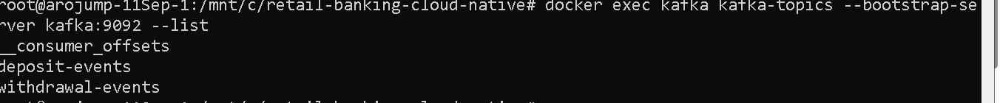 root@arojump-11Sep-1:/mnt/c/retail-banking-cloud-native# docker exec kafka kafka-topics --bootstrap-se
rver kafka:9092 --list
__consumer_offsets
deposit-events
withdrawal-events